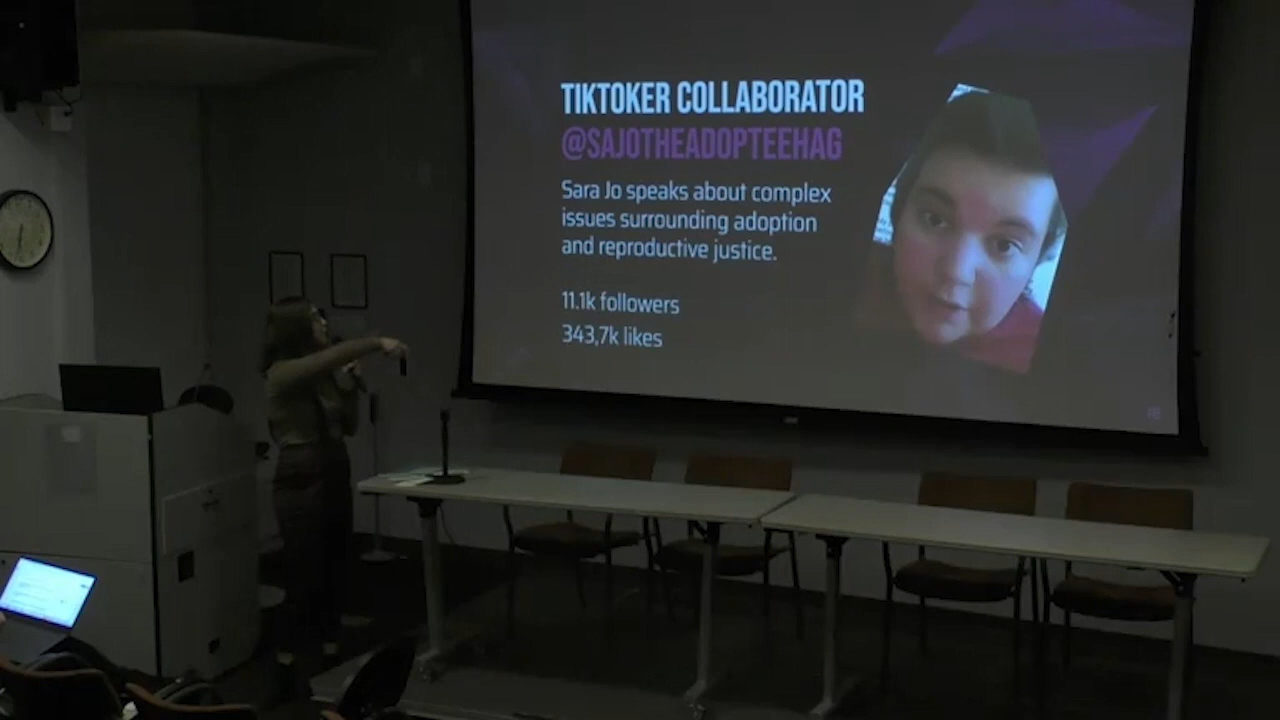 TIKTOKER COLLABORATOR
@SAJOTHEADOPTEEHAG
Sara Jo speaks about complex
issues surrounding adoption
and reproductive justice.
11.1k followers
343,7k likes